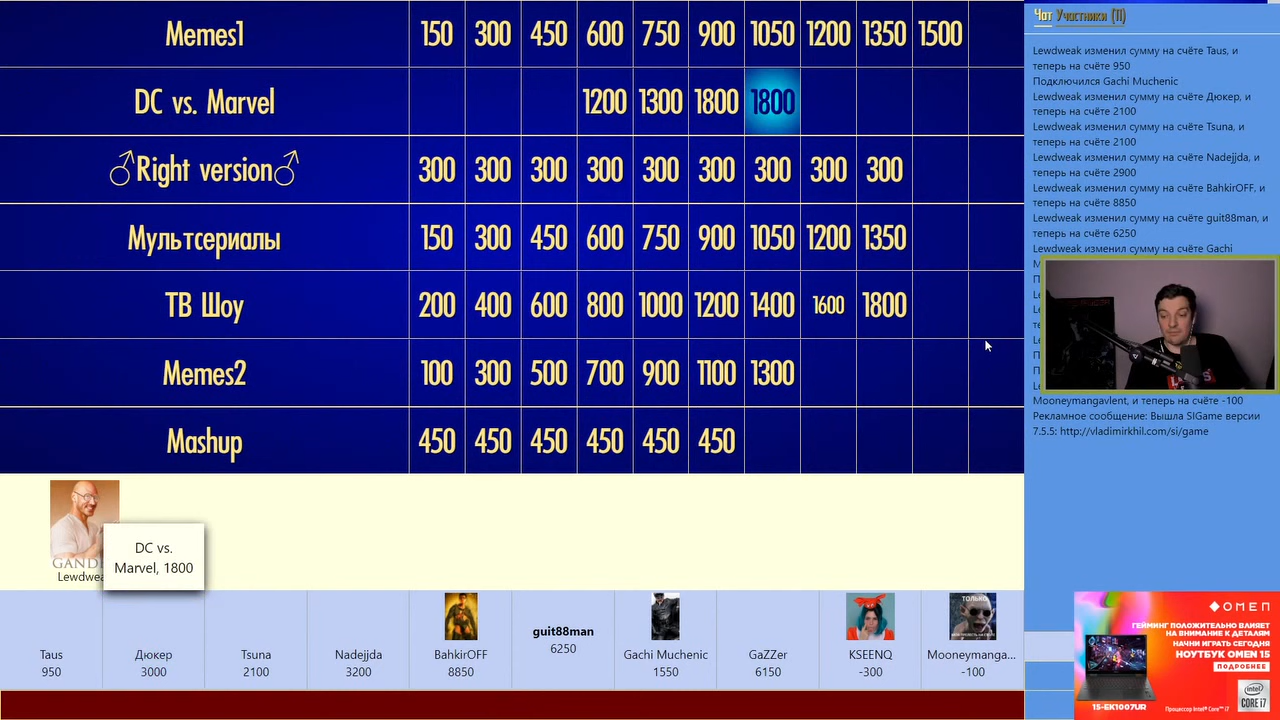 Memes1 150 300 450 600 750 900 1050 1200 1350 1500
DC vs. Marvel 1200 1300 1800 1800
♂Right version♂ 300 300 300 300 300 300 300 300 300
Мультсериалы 150 300 450 600 750 900 1050 1200 1350
ТВ Шоу 200 400 600 800 1000 1200 1400 1600 1800
Memes2 100 300 500 700 900 1100 1300
Mashup 450 450 450 450 450 450
GAND
Lewdwea
DC vs.
Marvel, 1800
Taus
950
Дюкер
3000
Tsuna
2100
Nadejjda
3200
BahkirOFF
8850
guit88man
6250
Gachi Muchenic
1550
GaZZer
6150
KSEENQ
-300
ТОЛЬКО
Mooneymanga...
-100
Чат Участники (11)
Lewdweak изменил сумму на счёте Taus, и
теперь на счёте 950
Подключился Gachi Muchenic
Lewdweak изменил сумму на счёте Дюкер, и
теперь на счёте 2100
Lewdweak изменил сумму на счёте Tsuna, и
теперь на счёте 2100
Lewdweak изменил сумму на счёте Nadejjda, и
теперь на счёте 2900
Lewdweak изменил сумму на счёте BahkirOFF, и
теперь на счёте 8850
Lewdweak изменил сумму на счёте guit88man, и
теперь на счёте 6250
Lewdweak изменил сумму на счёте Gachi
Mooneymangavlent, и теперь на счёте -100
Рекламное сообщение: Вышла SIGame версии
7.5.5: http://vladimirkhil.com/si/game
ОМЕП
ГЕЙМИНГ ПОЛОЖИТЕЛЬНО ВЛИЯЕТ
НА ВНИМАНИЕ К ДЕТАЛЯМ
НАЧНИ ИГРАТЬ СЕГОДНЯ
НОУТБУК OMEN 15
ПОДРОБНЕЕ
15-EK1007UR
Процессор Intel® Core™ i7
intel
CORE i7